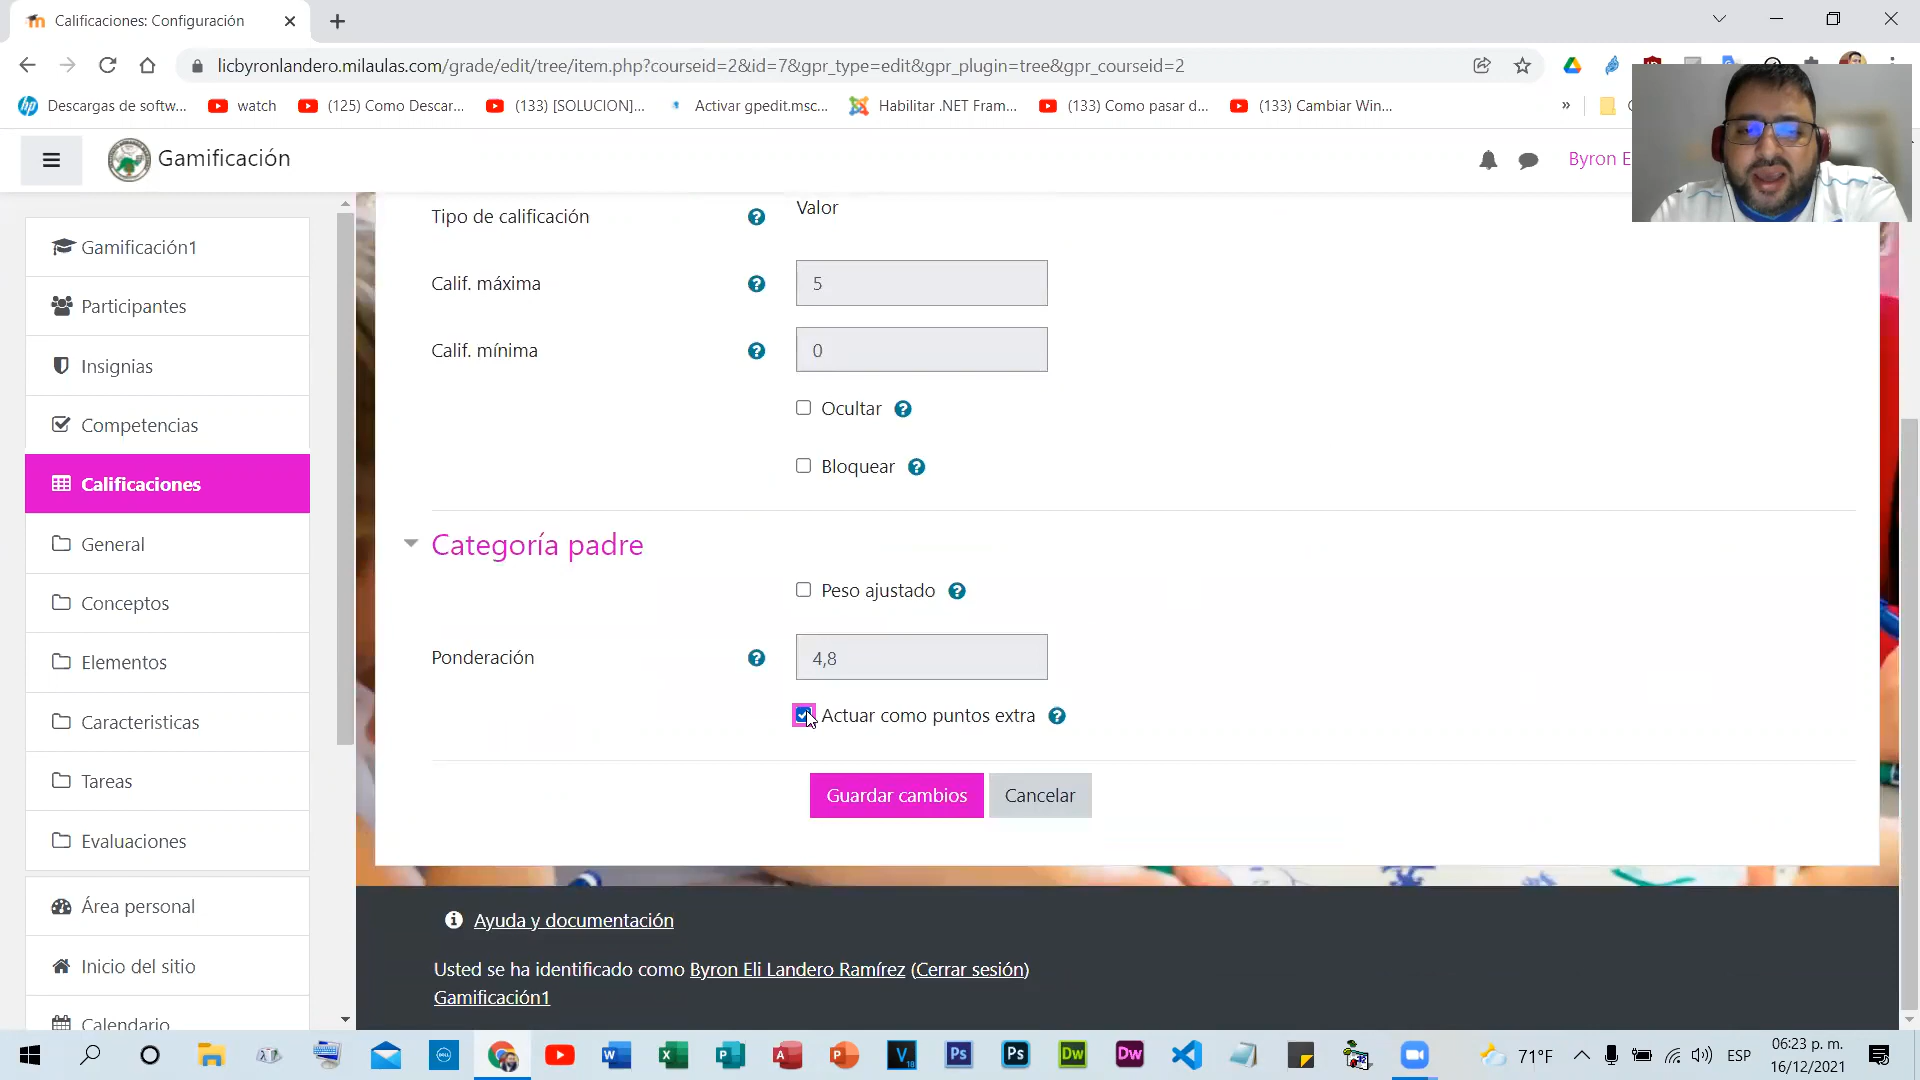 Calificaciones: Configuración
licbyronlandero.milaulas.com/grade/edit/tree/item.php?courseid=2&id=7&gpr_type=edit&gpr_plugin=tree&gpr_courseid=2
Descargas de softw... watch (125) Como Descar... (133) [SOLUCION]... Activar gpedit.msc... Habilitar .NET Fram... (133) Como pasar d... (133) Cambiar Win... »
Gamificación
Byron E
Gamificación1
Participantes
Insignias
Competencias
Calificaciones
General
Conceptos
Elementos
Caracteristicas
Tareas
Evaluaciones
Área personal
Inicio del sitio
Calendario
Tipo de calificación Valor
Calif. máxima 5
Calif. mínima 0
Ocultar
Bloquear
Categoría padre
Peso ajustado
Ponderación 4,8
Actuar como puntos extra
Guardar cambios Cancelar
Ayuda y documentación
Usted se ha identificado como Byron Eli Landero Ramírez (Cerrar sesión)
Gamificación1
71°F ESP 06:23 p. m.
16/12/2021